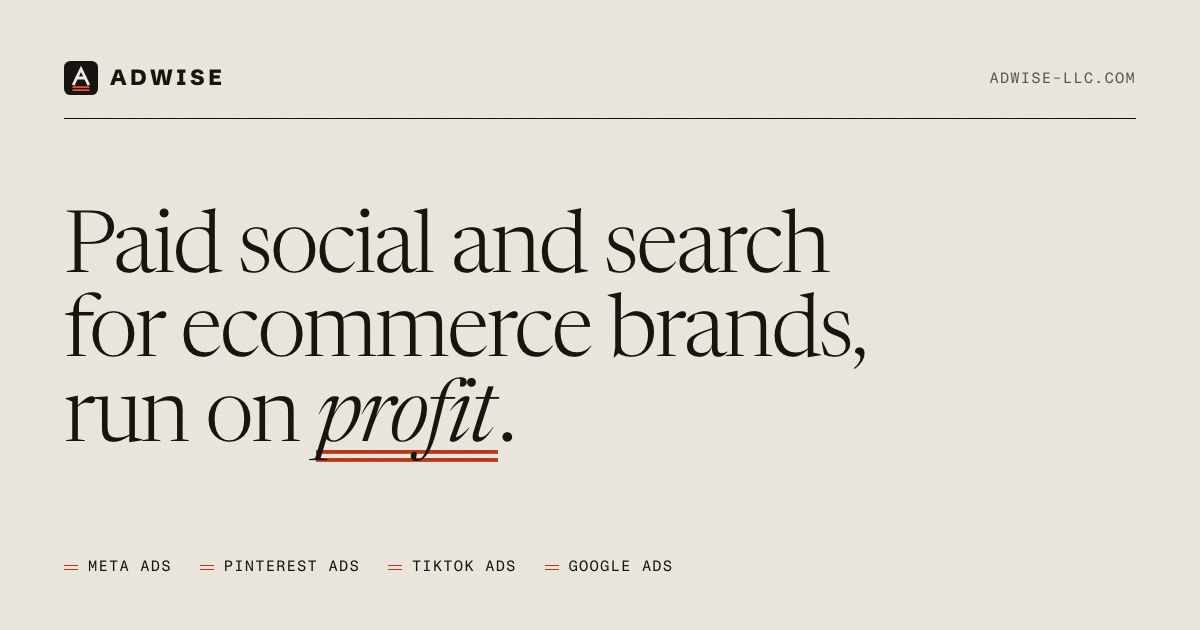 ADWISE
ADWISE-LLC.COM
Paid social and search
for ecommerce brands,
run on profit.
META ADS
PINTEREST ADS
TIKTOK ADS
GOOGLE ADS